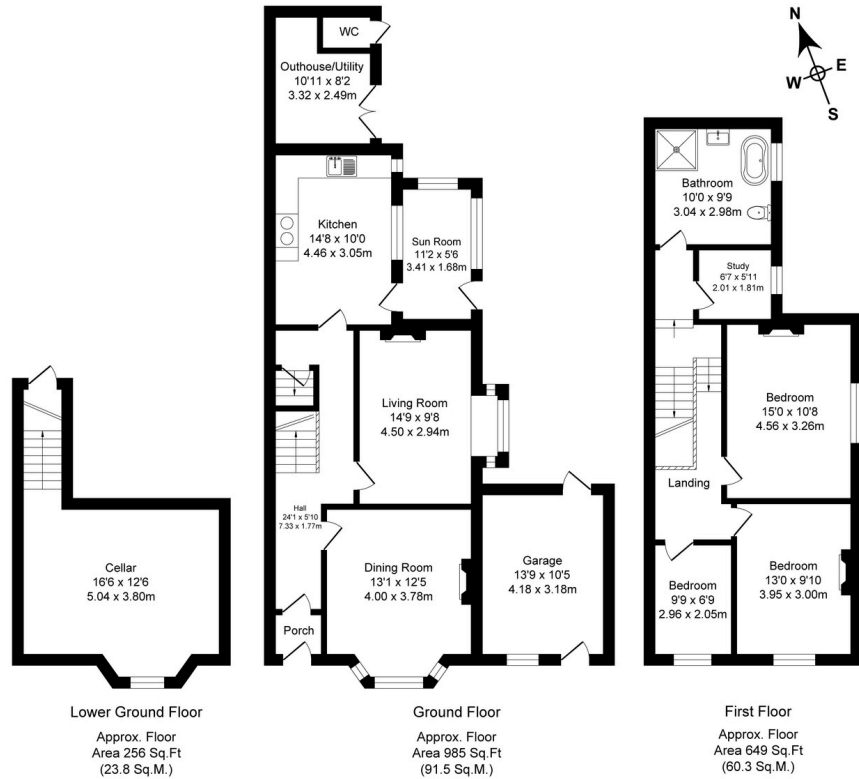 N
E
W
S
WC
Outhouse/Utility
10'11 x 8'2
3.32 x 2.49m
Kitchen
14'8 x 10'0
4.46 x 3.05m
Sun Room
11'2 x 5'6
3.41 x 1.68m
Living Room
14'9 x 9'8
4.50 x 2.94m
Hall
24'1 x 5'10
7.33 x 1.77m
Dining Room
13'1 x 12'5
4.00 x 3.78m
Garage
13'9 x 10'5
4.18 x 3.18m
Porch
Cellar
16'6 x 12'6
5.04 x 3.80m
Bathroom
10'0 x 9'9
3.04 x 2.98m
Study
6'7 x 5'11
2.01 x 1.81m
Bedroom
15'0 x 10'8
4.56 x 3.26m
Landing
Bedroom
9'9 x 6'9
2.96 x 2.05m
Bedroom
13'0 x 9'10
3.95 x 3.00m
Lower Ground Floor
Approx. Floor
Area 256 Sq.Ft
(23.8 Sq.M.)
Ground Floor
Approx. Floor
Area 985 Sq.Ft
(91.5 Sq.M.)
First Floor
Approx. Floor
Area 649 Sq.Ft
(60.3 Sq.M.)